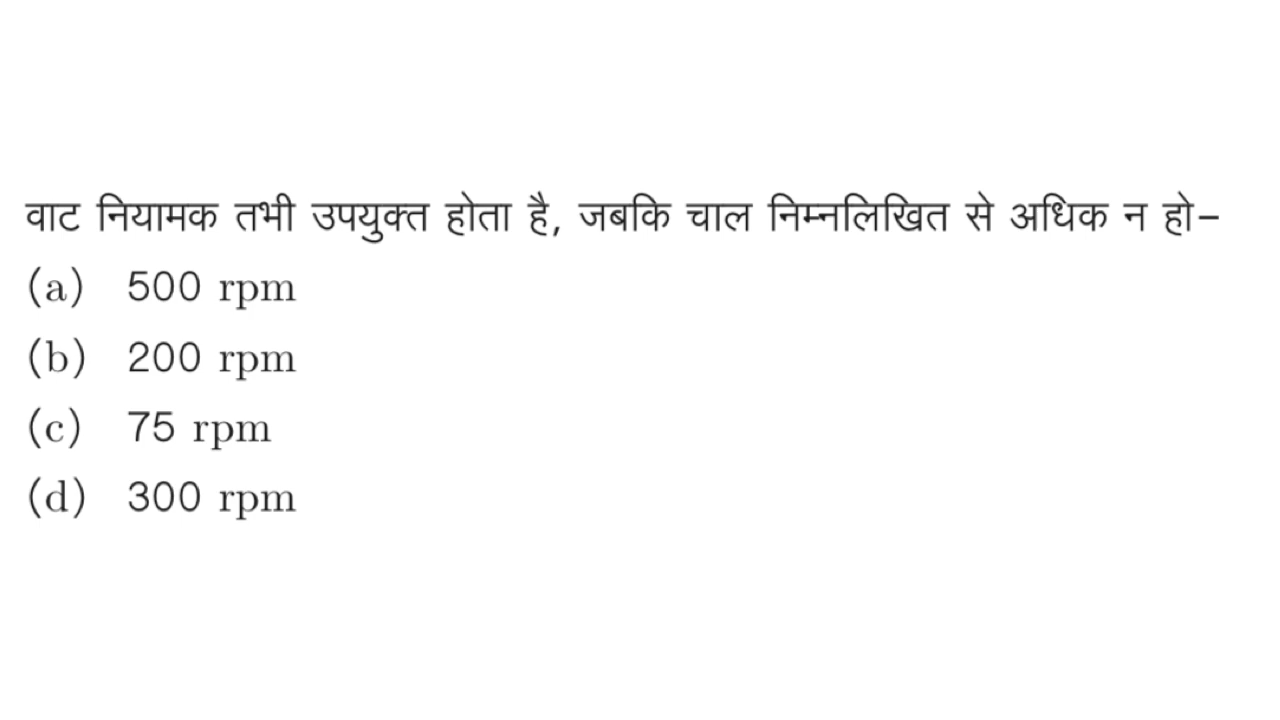 वाट नियामक तभी उपयुक्त होता है, जबकि चाल निम्नलिखित से अधिक न हो–
(a) 500 rpm
(b) 200 rpm
(c) 75 rpm
(d) 300 rpm